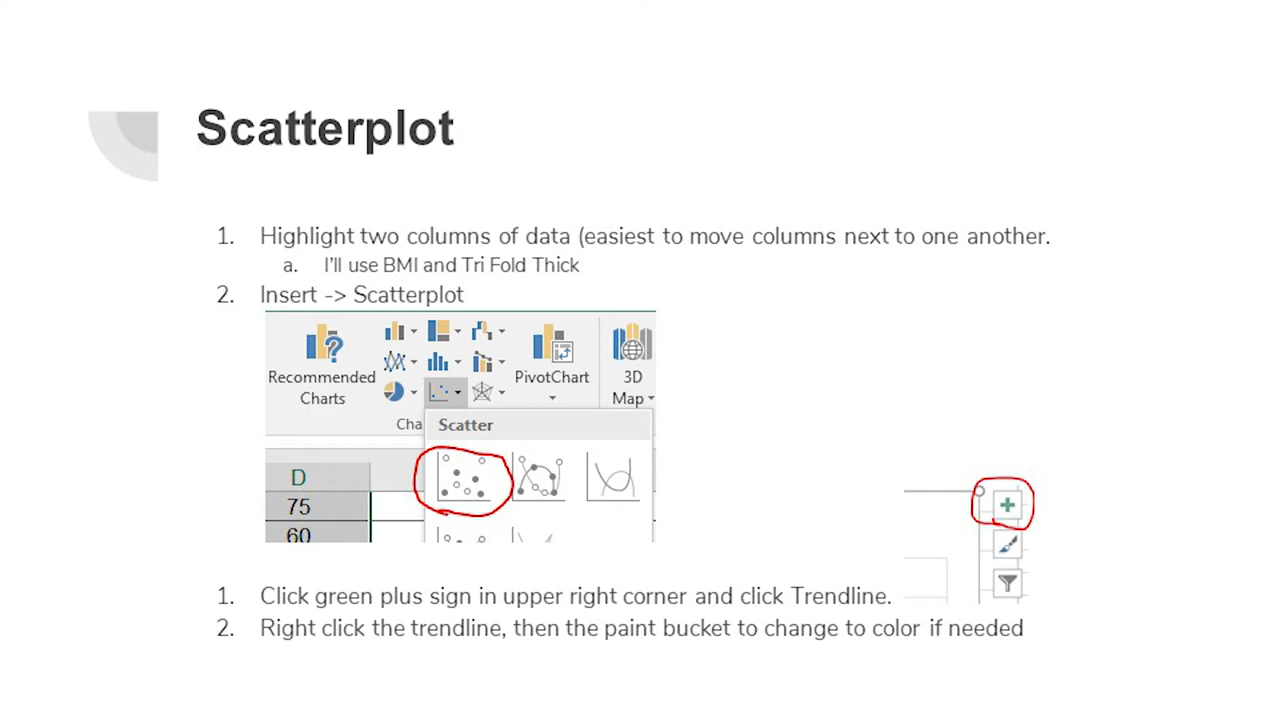 Scatterplot
1. Highlight two columns of data (easiest to move columns next to one another.
a. I'll use BMI and Tri Fold Thick
2. Insert -> Scatterplot
Recommended Charts
PivotChart
3D Map
Cha
Scatter
D
75
60
1. Click green plus sign in upper right corner and click Trendline.
2. Right click the trendline, then the paint bucket to change to color if needed